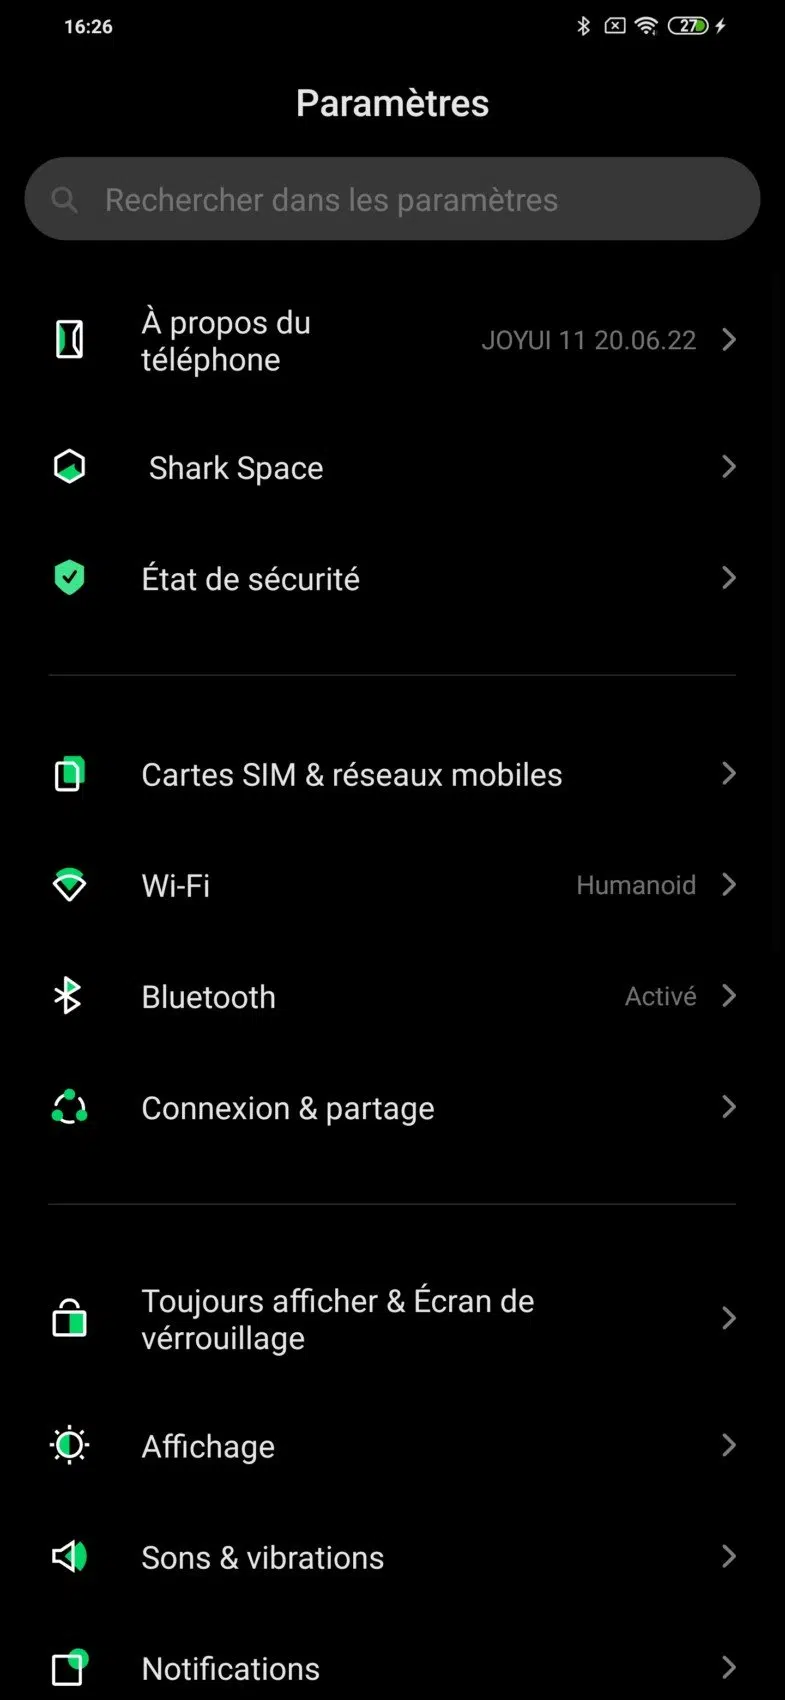 16:26
27
Paramètres
Rechercher dans les paramètres
À propos du
téléphone
JOYUI 11 20.06.22
Shark Space
État de sécurité
Cartes SIM & réseaux mobiles
Wi-Fi
Humanoid
Bluetooth
Activé
Connexion & partage
Toujours afficher & Écran de
vérrouillage
Affichage
Sons & vibrations
Notifications